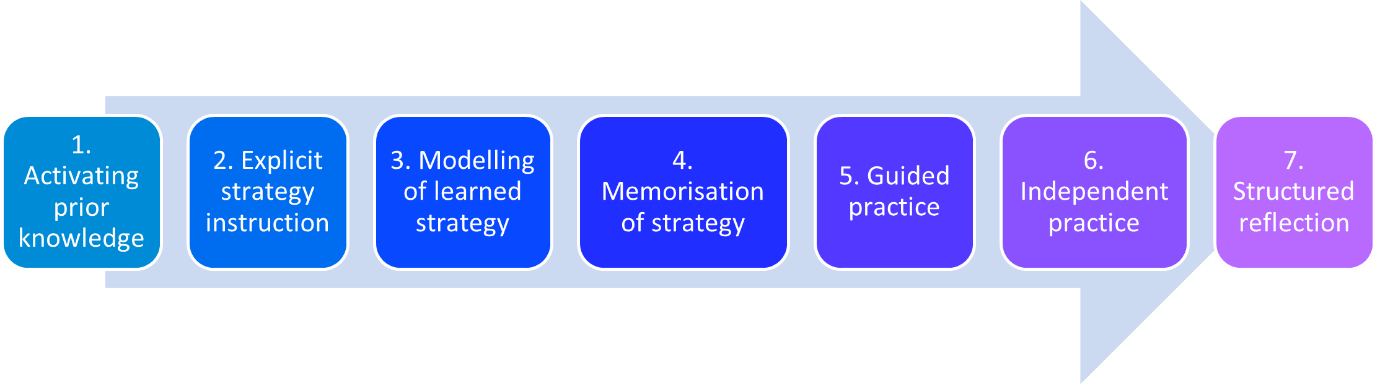 1.
Activating
prior
knowledge
2. Explicit
strategy
instruction
3. Modelling
of learned
strategy
4.
Memorisation
of strategy
5. Guided
practice
6.
Independent
practice
7.
Structured
reflection